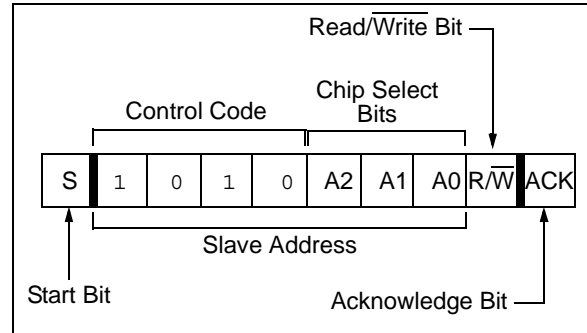 Read/Write Bit
Chip Select
Bits
Control Code
S 1 0 1 0 A2 A1 A0 R/W ACK
Slave Address
Start Bit
Acknowledge Bit